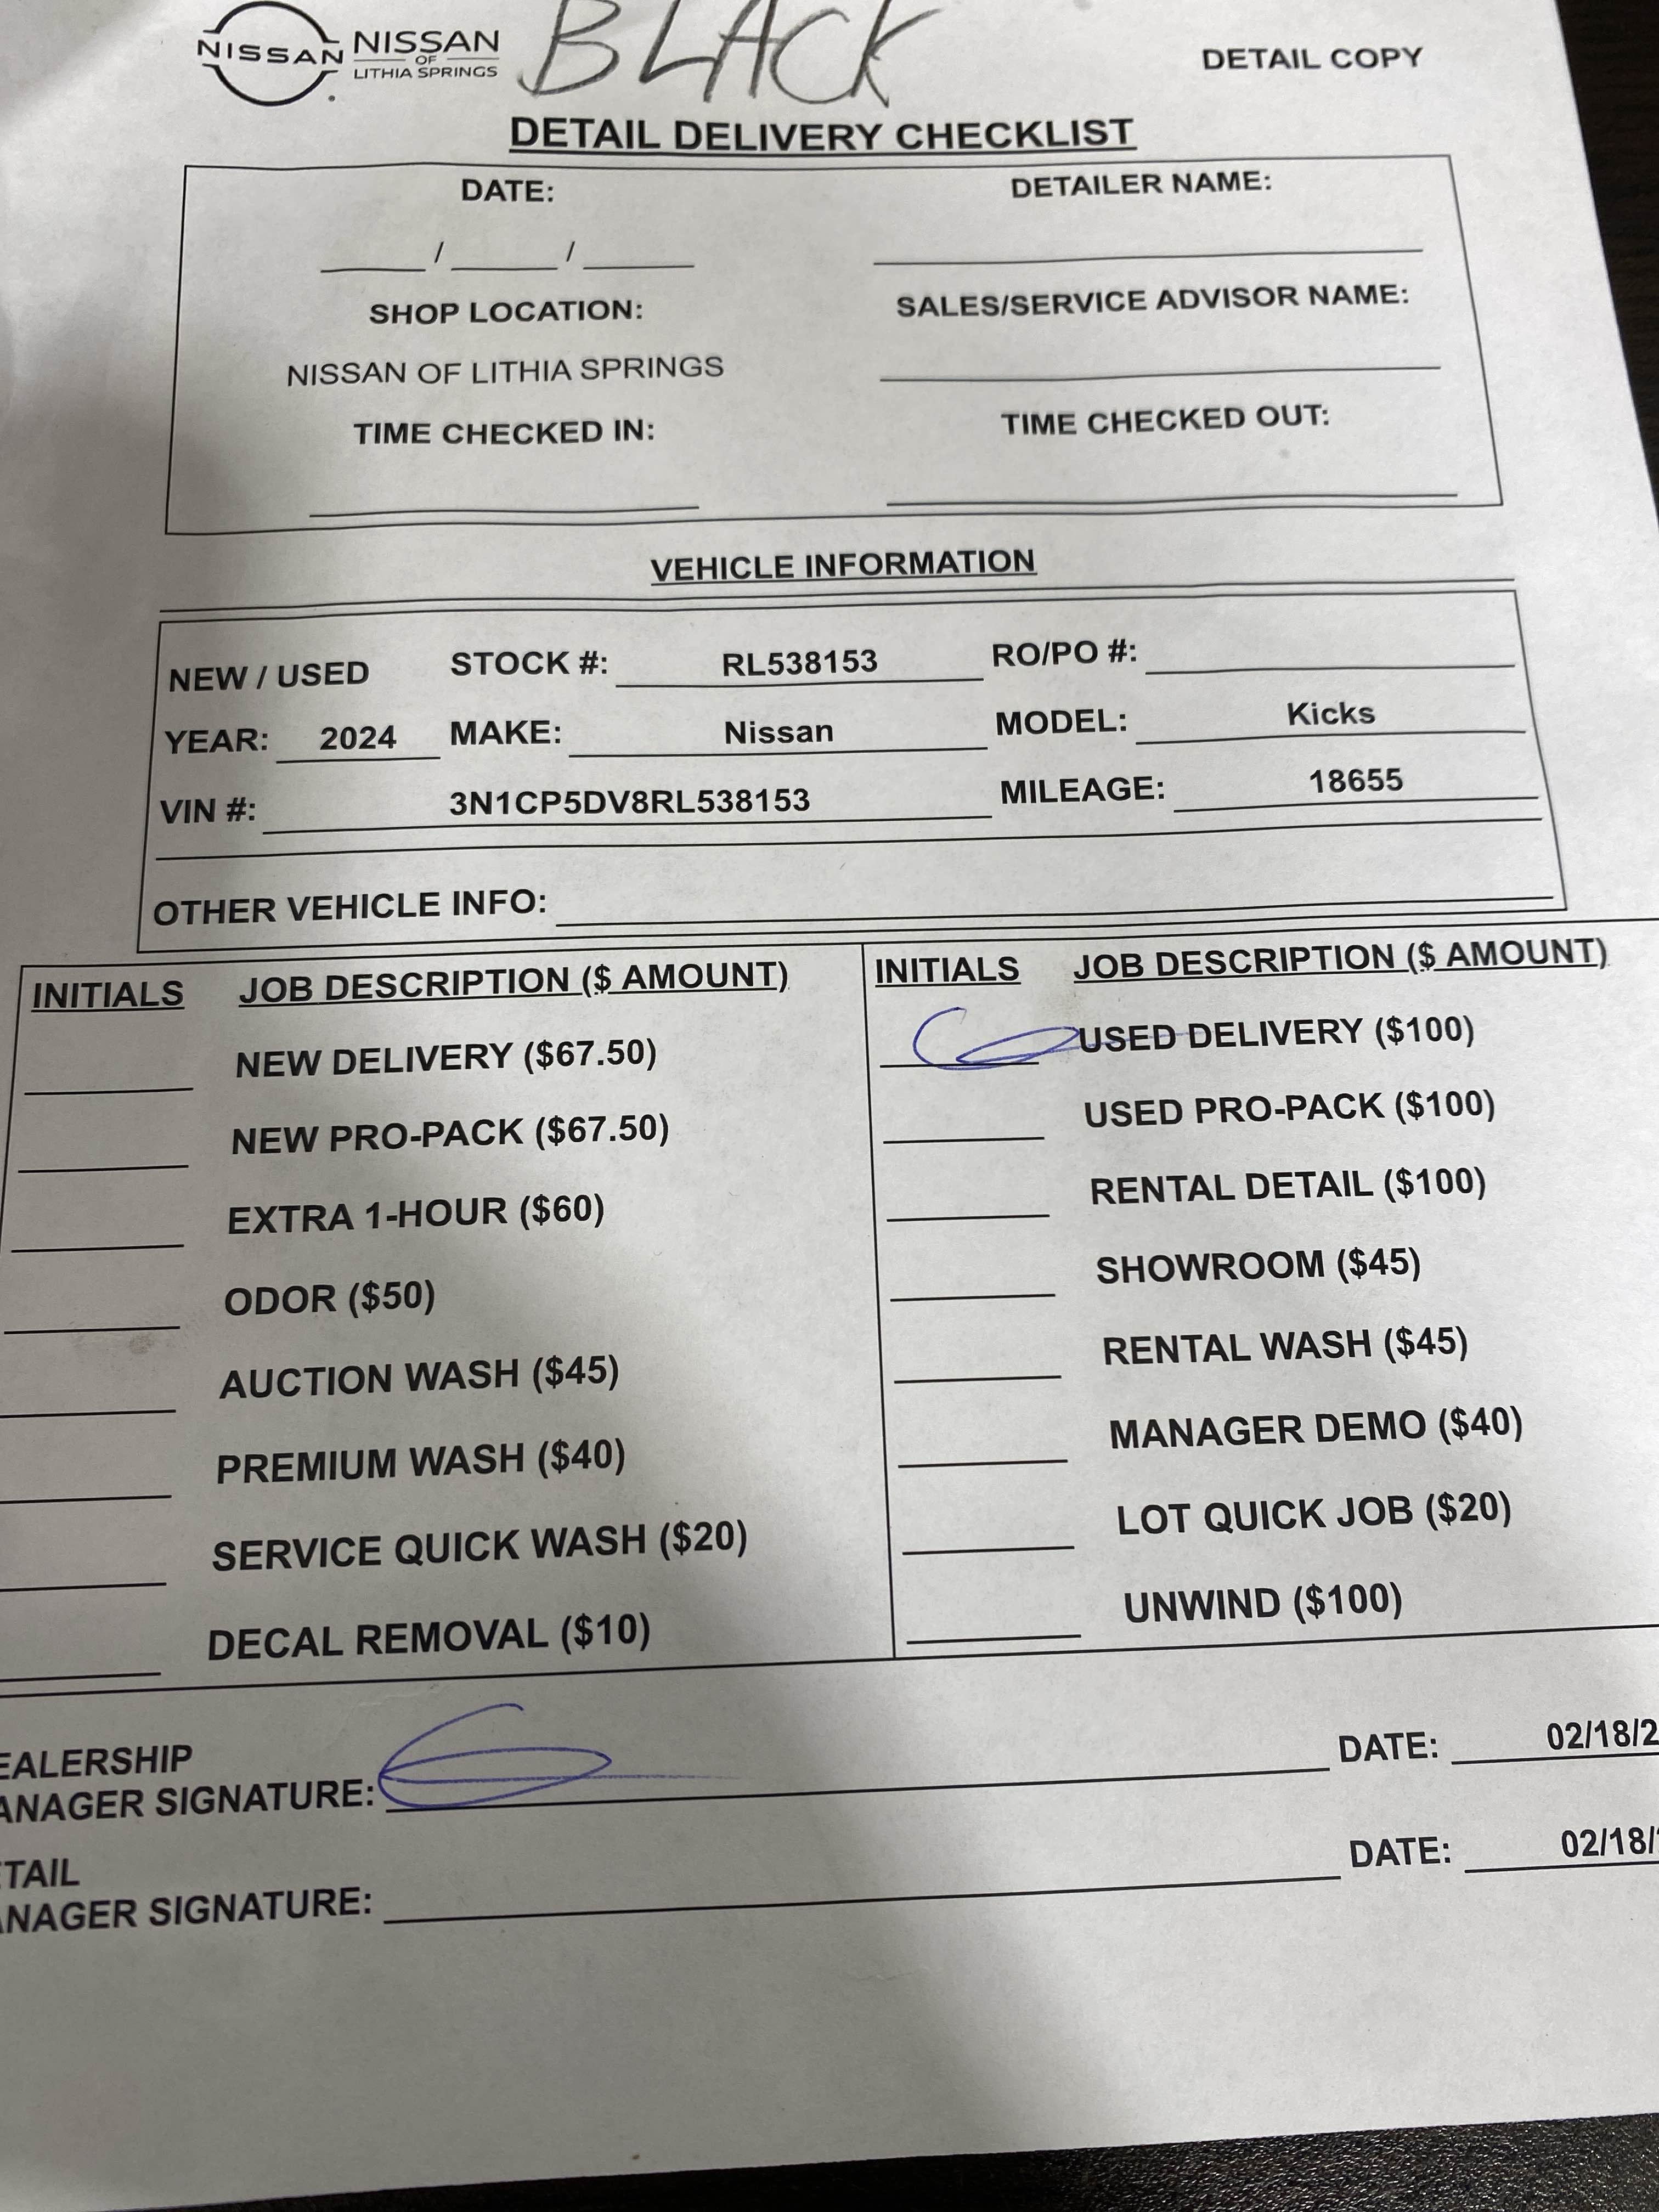 BLACK
NISSAN NISSAN OF LITHIA SPRINGS
DETAIL COPY
DETAIL DELIVERY CHECKLIST
DATE: DETAILER NAME:
/ /
SHOP LOCATION: SALES/SERVICE ADVISOR NAME:
NISSAN OF LITHIA SPRINGS
TIME CHECKED IN: TIME CHECKED OUT:
VEHICLE INFORMATION
NEW / USED STOCK #: RL538153 RO/PO #:
YEAR: 2024 MAKE: Nissan MODEL: Kicks
VIN #: 3N1CP5DV8RL538153 MILEAGE: 18655
OTHER VEHICLE INFO:
INITIALS JOB DESCRIPTION ($ AMOUNT)
NEW DELIVERY ($67.50)
NEW PRO-PACK ($67.50)
EXTRA 1-HOUR ($60)
ODOR ($50)
AUCTION WASH ($45)
PREMIUM WASH ($40)
SERVICE QUICK WASH ($20)
DECAL REMOVAL ($10)
INITIALS JOB DESCRIPTION ($ AMOUNT)
USED DELIVERY ($100)
USED PRO-PACK ($100)
RENTAL DETAIL ($100)
SHOWROOM ($45)
RENTAL WASH ($45)
MANAGER DEMO ($40)
LOT QUICK JOB ($20)
UNWIND ($100)
EALERSHIP
ANAGER SIGNATURE: DATE: 02/18/2
ETAIL
ANAGER SIGNATURE: DATE: 02/18/